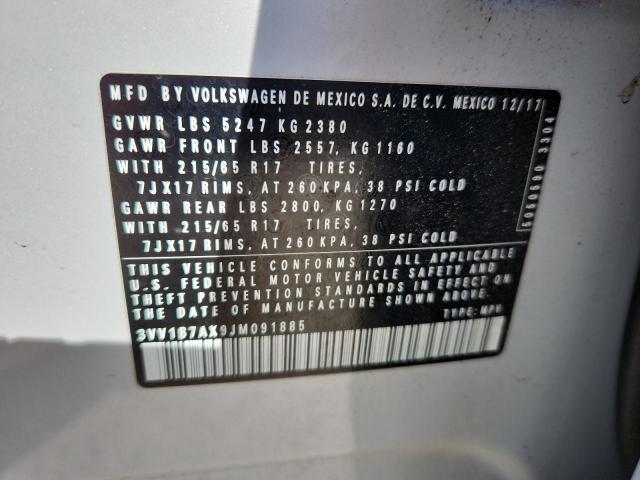 MFD BY VOLKSWAGEN DE MEXICO S.A. DE C.V. MEXICO 12/17
GVWR LBS 5247 KG 2380
GAWR FRONT LBS 2557, KG 1160
WITH 215/65 R17 TIRES,
7JX17 RIMS, AT 260 KPA, 38 PSI COLD
GAWR REAR LBS 2800, KG 1270
WITH 215/65 R17 TIRES,
7JX17 RIMS, AT 260 KPA, 38 PSI COLD
THIS VEHICLE CONFORMS TO ALL APPLICABLE
U.S. FEDERAL MOTOR VEHICLE SAFETY AND
THEFT PREVENTION STANDARDS IN EFFECT ON
THE DATE OF MANUFACTURE SHOWN ABOVE.
3VV1B7AX9JM091885
TYPE: MPV